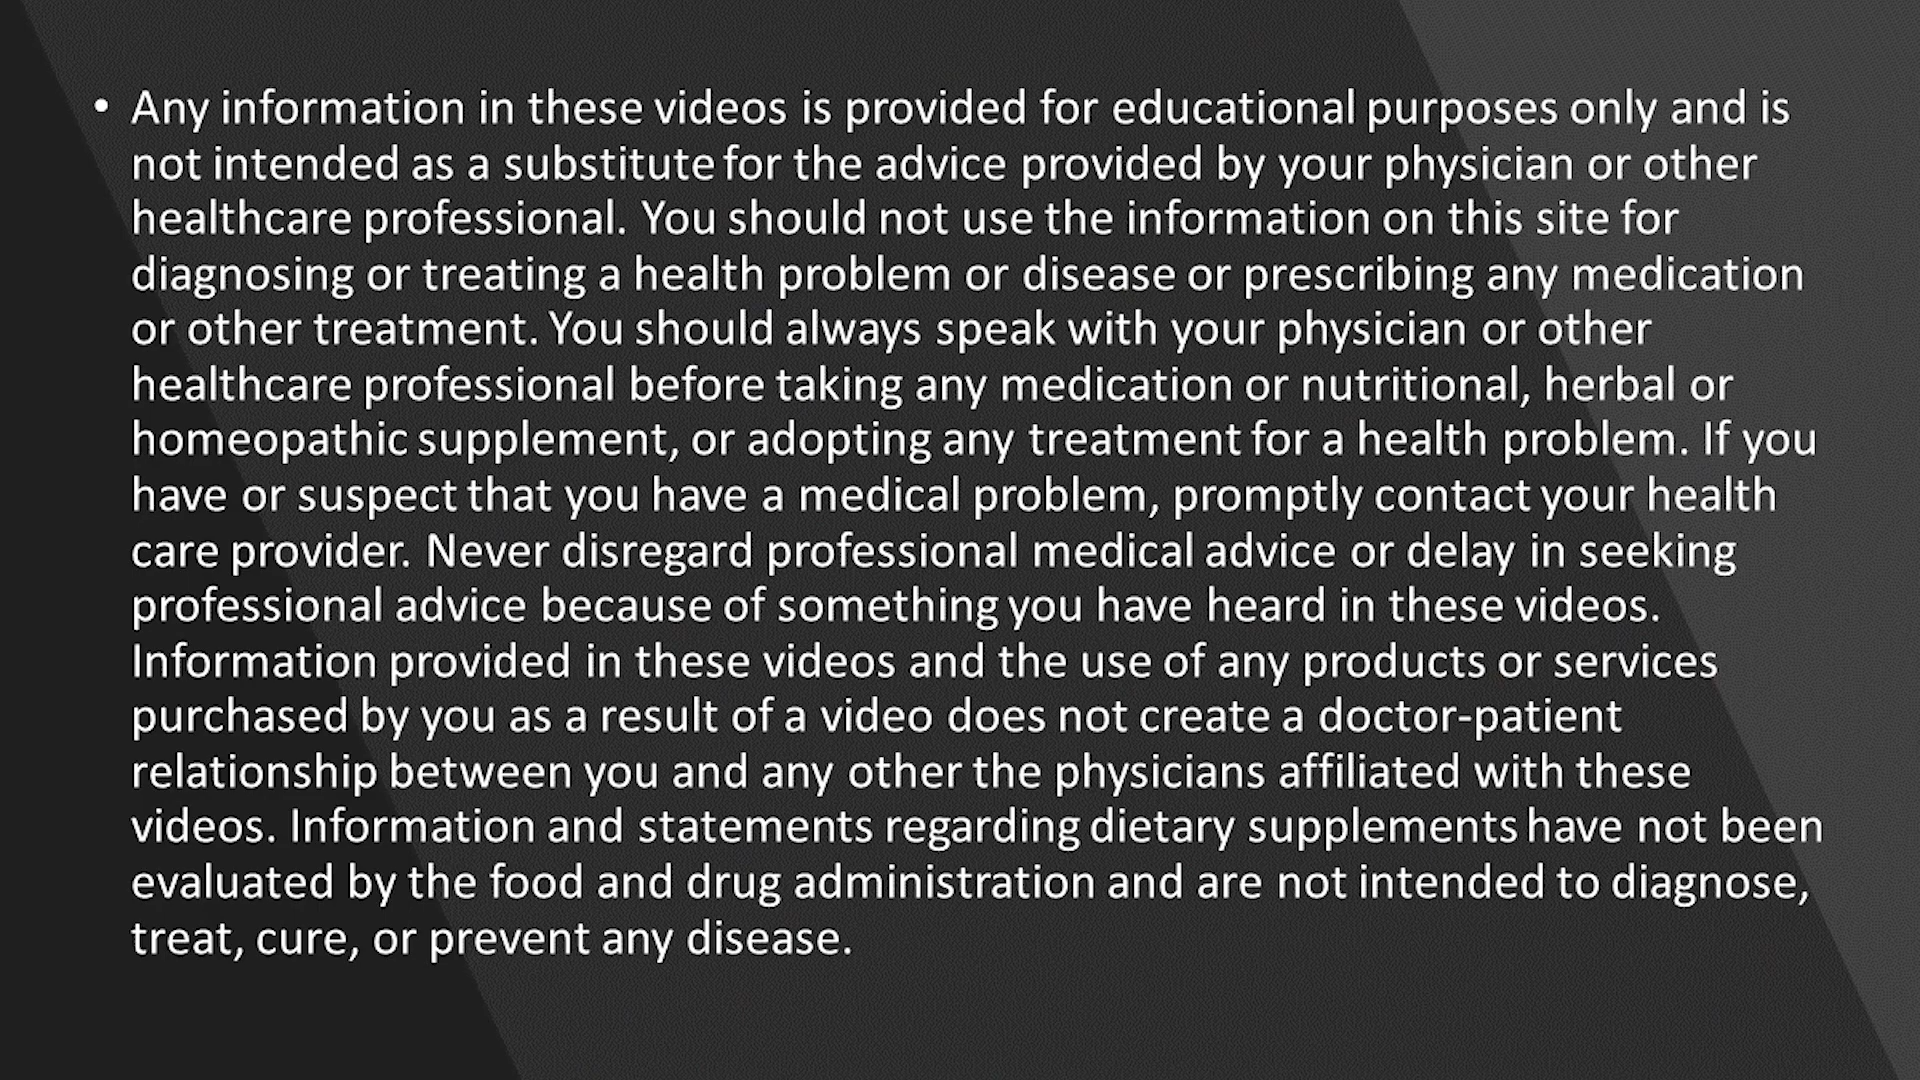 • Any information in these videos is provided for educational purposes only and is
not intended as a substitute for the advice provided by your physician or other
healthcare professional. You should not use the information on this site for
diagnosing or treating a health problem or disease or prescribing any medication
or other treatment. You should always speak with your physician or other
healthcare professional before taking any medication or nutritional, herbal or
homeopathic supplement, or adopting any treatment for a health problem. If you
have or suspect that you have a medical problem, promptly contact your health
care provider. Never disregard professional medical advice or delay in seeking
professional advice because of something you have heard in these videos.
Information provided in these videos and the use of any products or services
purchased by you as a result of a video does not create a doctor-patient
relationship between you and any other the physicians affiliated with these
videos. Information and statements regarding dietary supplements have not been
evaluated by the food and drug administration and are not intended to diagnose,
treat, cure, or prevent any disease.